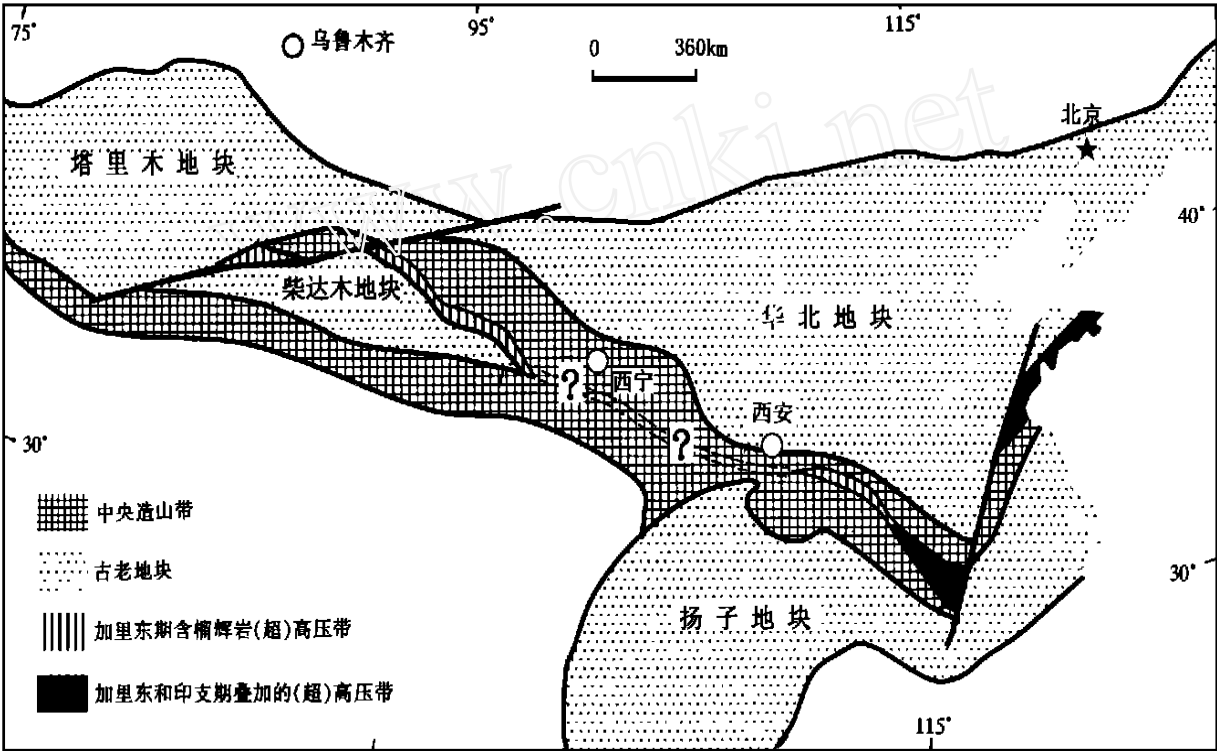 75°
95°
115°
乌鲁木齐
0 360km
www.cnki.net
北京
塔里木地块
40°
柴达木地块
华北地块
?
西宁
西安
?
30°
中央造山带
古老地块
30°
扬子地块
加里东期含榴辉岩(超)高压带
加里东和印支期叠加的(超)高压带
115°